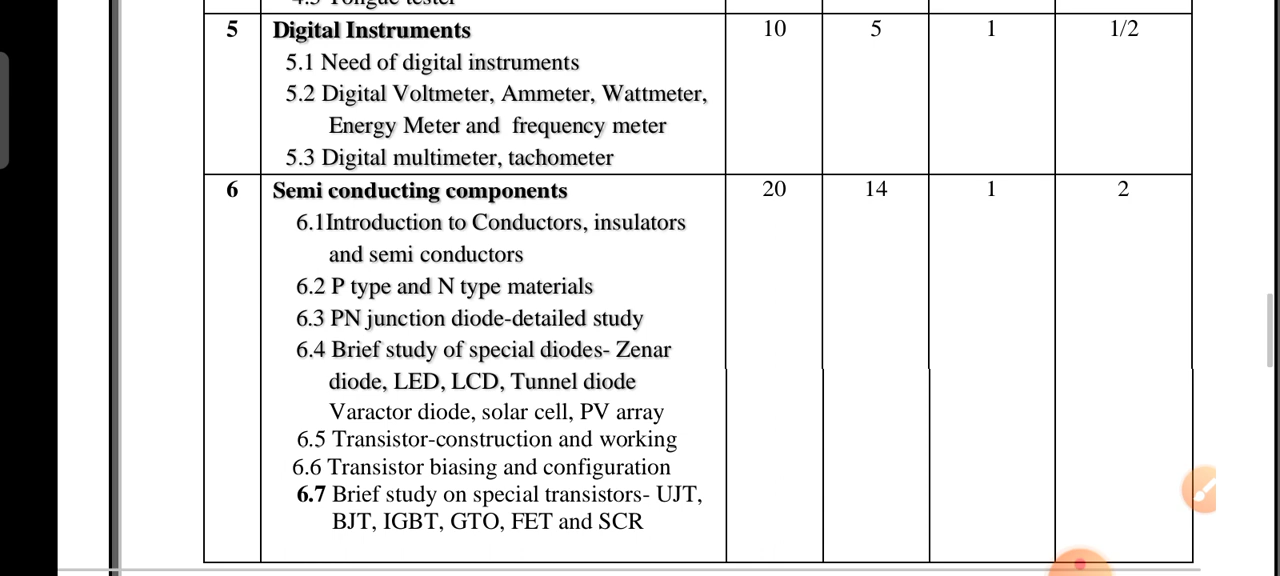 4.5 Tongue tester
5 Digital Instruments 10 5 1 1/2
5.1 Need of digital instruments
5.2 Digital Voltmeter, Ammeter, Wattmeter,
Energy Meter and frequency meter
5.3 Digital multimeter, tachometer
6 Semi conducting components 20 14 1 2
6.1Introduction to Conductors, insulators
and semi conductors
6.2 P type and N type materials
6.3 PN junction diode-detailed study
6.4 Brief study of special diodes- Zenar
diode, LED, LCD, Tunnel diode
Varactor diode, solar cell, PV array
6.5 Transistor-construction and working
6.6 Transistor biasing and configuration
6.7 Brief study on special transistors- UJT,
BJT, IGBT, GTO, FET and SCR